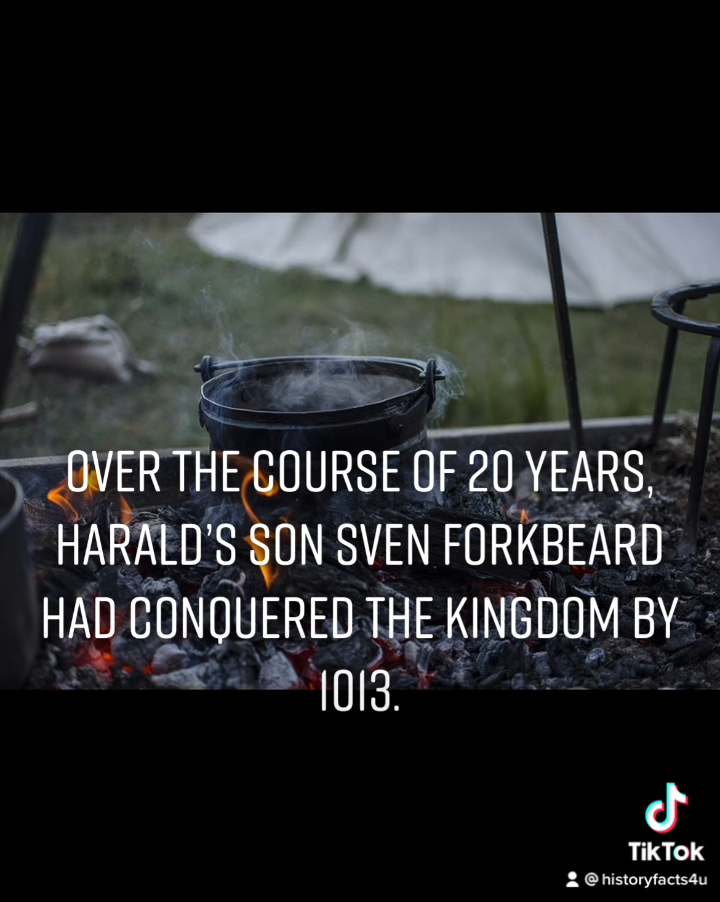 OVER THE COURSE OF 20 YEARS,
HARALD'S SON SVEN FORKBEARD
HAD CONQUERED THE KINGDOM BY
1013.
TikTok
@historyfacts4u